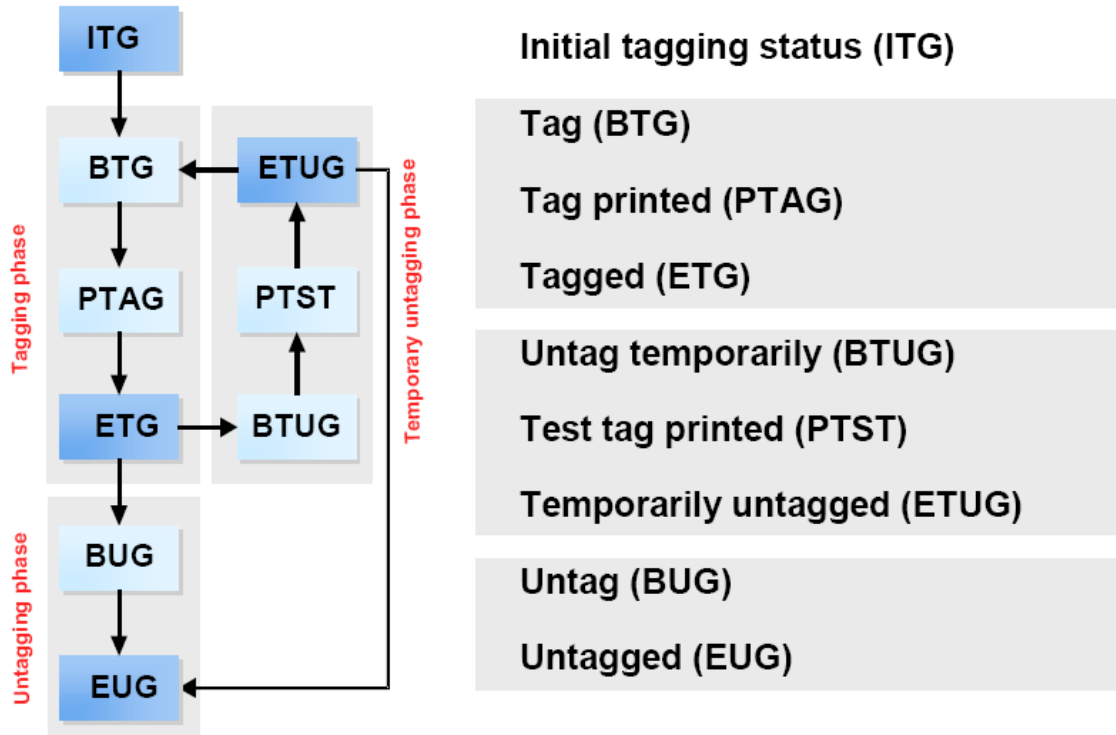 ITG
BTG
ETUG
PTAG
PTST
ETG
BTUG
BUG
EUG
Tagging phase
Temporary untagging phase
Untagging phase
Initial tagging status (ITG)
Tag (BTG)
Tag printed (PTAG)
Tagged (ETG)
Untag temporarily (BTUG)
Test tag printed (PTST)
Temporarily untagged (ETUG)
Untag (BUG)
Untagged (EUG)